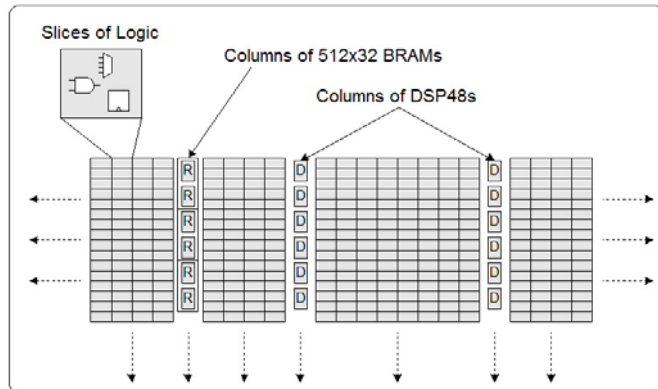 Slices of Logic
Columns of 512x32 BRAMs
Columns of DSP48s
R D D
R D D
R D D
R D D
R D D
R D D